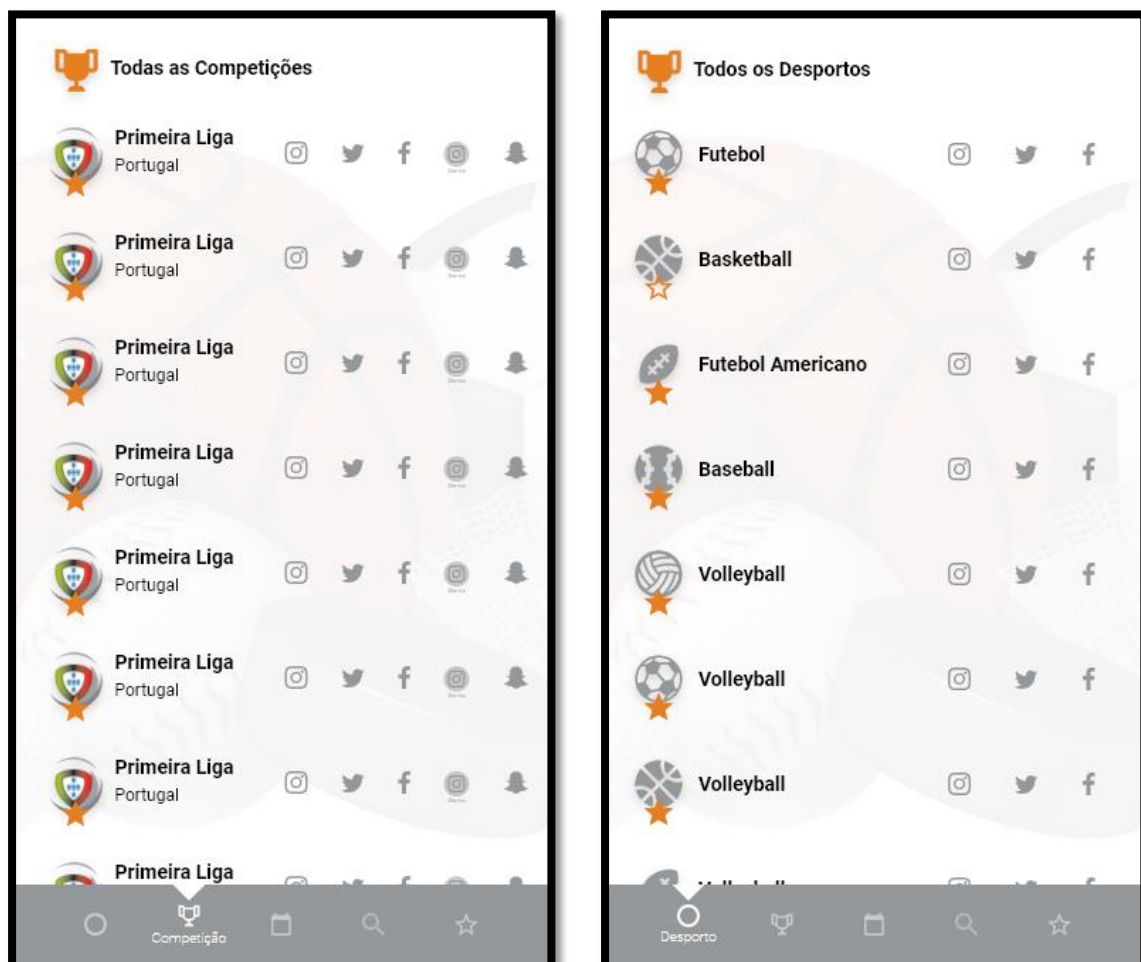 Todas as Competições
Primeira Liga
Portugal
Primeira Liga
Portugal
Primeira Liga
Portugal
Primeira Liga
Portugal
Primeira Liga
Portugal
Primeira Liga
Portugal
Primeira Liga
Portugal
Primeira Liga
Competição
Todos os Desportos
Futebol
Basketball
Futebol Americano
Baseball
Volleyball
Volleyball
Volleyball
Desporto